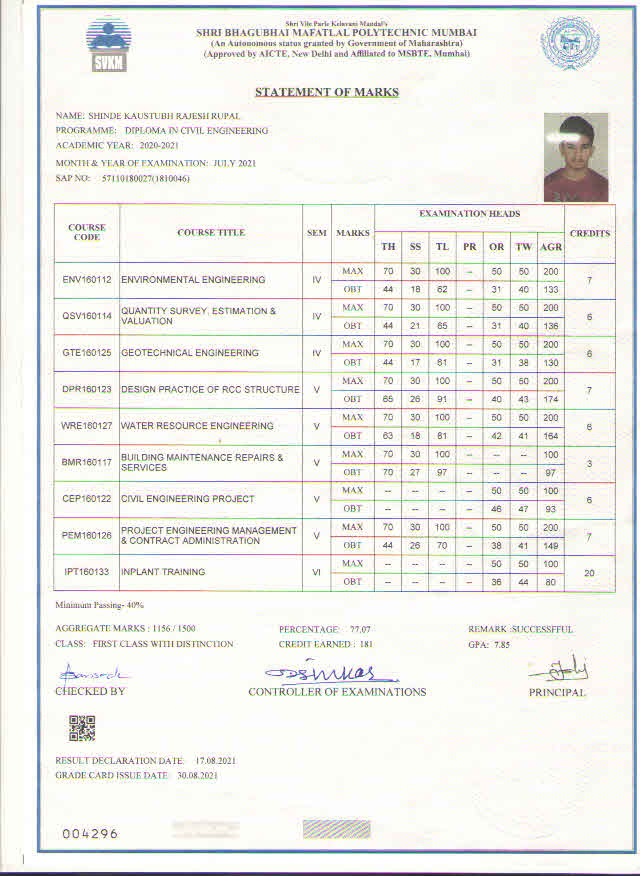 Shri Vile Parle Kelavani Mandal's
SHRI BHAGUBHAI MAFATLAL POLYTECHNIC MUMBAI
(An Autonomous status granted by Government of Maharashtra)
(Approved by AICTE, New Delhi and Affiliated to MSBTE, Mumbai)
SVKM
STATEMENT OF MARKS
NAME: SHINDE KAUSTUBH RAJESH RUPAL
PROGRAMME: DIPLOMA IN CIVIL ENGINEERING
ACADEMIC YEAR: 2020-2021
MONTH & YEAR OF EXAMINATION: JULY 2021
SAP NO: 57110180027(1810046)
COURSE CODE COURSE TITLE SEM MARKS EXAMINATION HEADS CREDITS
TH SS TL PR OR TW AGR
ENV160112 ENVIRONMENTAL ENGINEERING IV MAX 70 30 100 -- 50 50 200 7
OBT 44 18 62 -- 31 40 133
QSV160114 QUANTITY SURVEY, ESTIMATION & VALUATION IV MAX 70 30 100 -- 50 50 200 6
OBT 44 21 65 -- 31 40 136
GTE160125 GEOTECHNICAL ENGINEERING IV MAX 70 30 100 -- 50 50 200 6
OBT 44 17 61 -- 31 38 130
DPR160123 DESIGN PRACTICE OF RCC STRUCTURE V MAX 70 30 100 -- 50 50 200 7
OBT 65 26 91 -- 40 43 174
WRE160127 WATER RESOURCE ENGINEERING V MAX 70 30 100 -- 50 50 200 6
OBT 63 18 81 -- 42 41 164
BMR160117 BUILDING MAINTENANCE REPAIRS & SERVICES V MAX 70 30 100 -- -- -- 100 3
OBT 70 27 97 -- -- -- 97
CEP160122 CIVIL ENGINEERING PROJECT V MAX -- -- -- -- 50 50 100 6
OBT -- -- -- -- 46 47 93
PEM160126 PROJECT ENGINEERING MANAGEMENT & CONTRACT ADMINISTRATION V MAX 70 30 100 -- 50 50 200 7
OBT 44 26 70 -- 38 41 149
IPT160133 INPLANT TRAINING VI MAX -- -- -- -- 50 50 100 20
OBT -- -- -- -- 36 44 80
Minimum Passing- 40%
AGGREGATE MARKS : 1156 / 1500 PERCENTAGE: 77.07 REMARK :SUCCESSFFUL
CLASS: FIRST CLASS WITH DISTINCTION CREDIT EARNED : 181 GPA: 7.85
CHECKED BY CONTROLLER OF EXAMINATIONS PRINCIPAL
RESULT DECLARATION DATE: 17.08.2021
GRADE CARD ISSUE DATE: 30.08.2021
004296